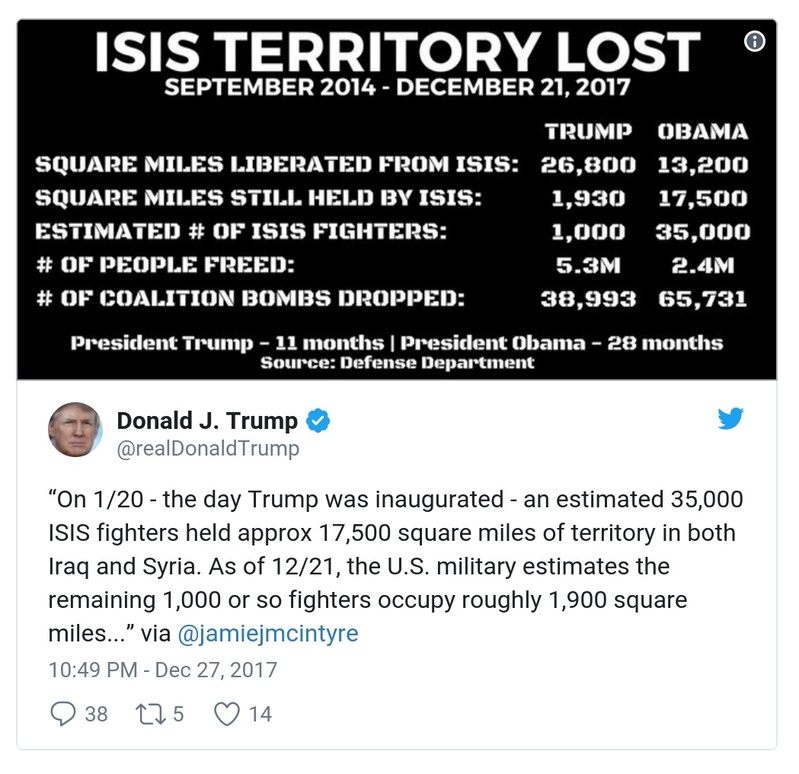 ISIS TERRITORY LOST
SEPTEMBER 2014 - DECEMBER 21, 2017
TRUMP OBAMA
SQUARE MILES LIBERATED FROM ISIS: 26,800 13,200
SQUARE MILES STILL HELD BY ISIS: 1,930 17,500
ESTIMATED # OF ISIS FIGHTERS: 1,000 35,000
# OF PEOPLE FREED: 5.3M 2.4M
# OF COALITION BOMBS DROPPED: 38,993 65,731
President Trump – 11 months | President Obama – 28 months
Source: Defense Department
Donald J. Trump
@realDonaldTrump
“On 1/20 - the day Trump was inaugurated - an estimated 35,000
ISIS fighters held approx 17,500 square miles of territory in both
Iraq and Syria. As of 12/21, the U.S. military estimates the
remaining 1,000 or so fighters occupy roughly 1,900 square
miles...” via @jamiejmcintyre
10:49 PM - Dec 27, 2017
38 5 14